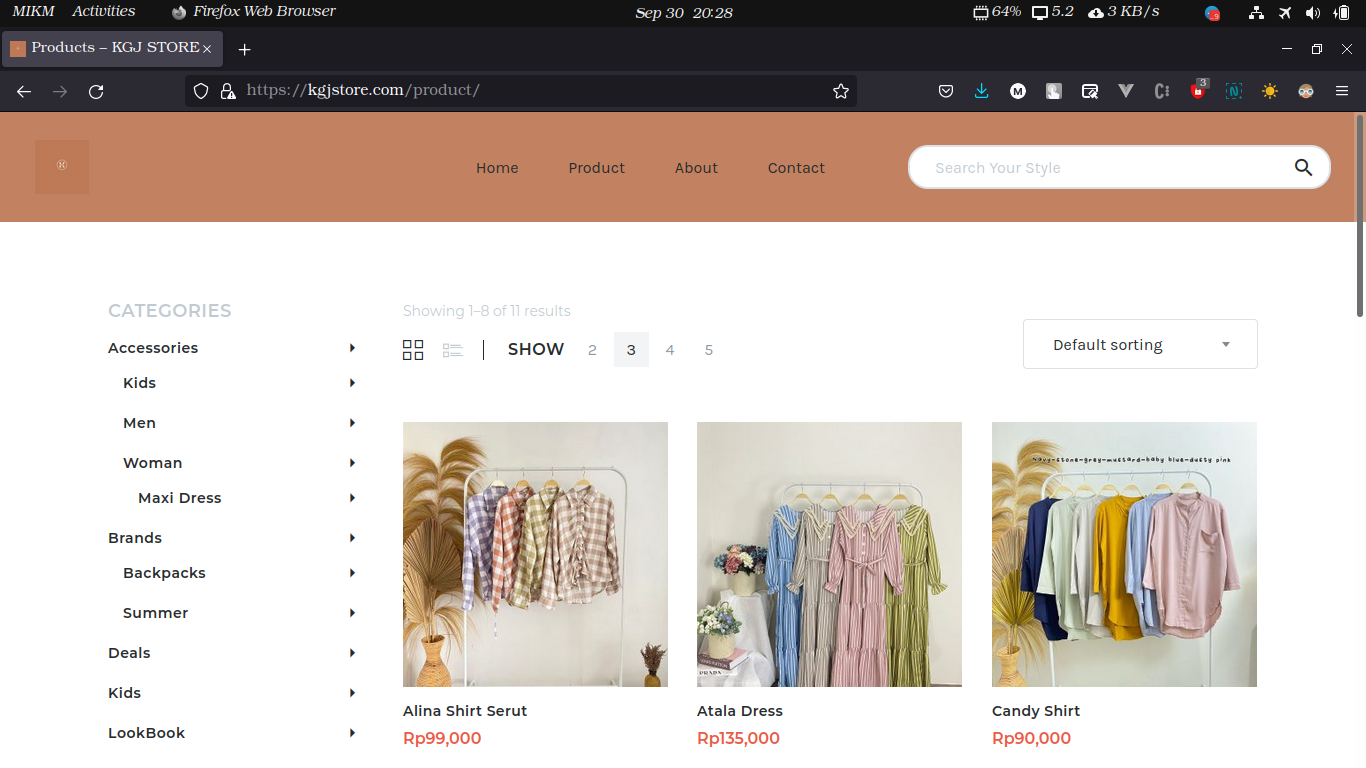 MIKM Activities Firefox Web Browser Sep 30 20:28 64% 5.2 3 KB/s
Products – KGJ STORE
https://kgjstore.com/product/
3
Home Product About Contact Search Your Style
CATEGORIES
Accessories
Kids
Men
Woman
Maxi Dress
Brands
Backpacks
Summer
Deals
Kids
LookBook
Showing 1–8 of 11 results
SHOW 2 3 4 5
Default sorting
navy-stone-grey-mustard-baby blue-dusty pink
PRADA
Alina Shirt Serut
Rp99,000
Atala Dress
Rp135,000
Candy Shirt
Rp90,000